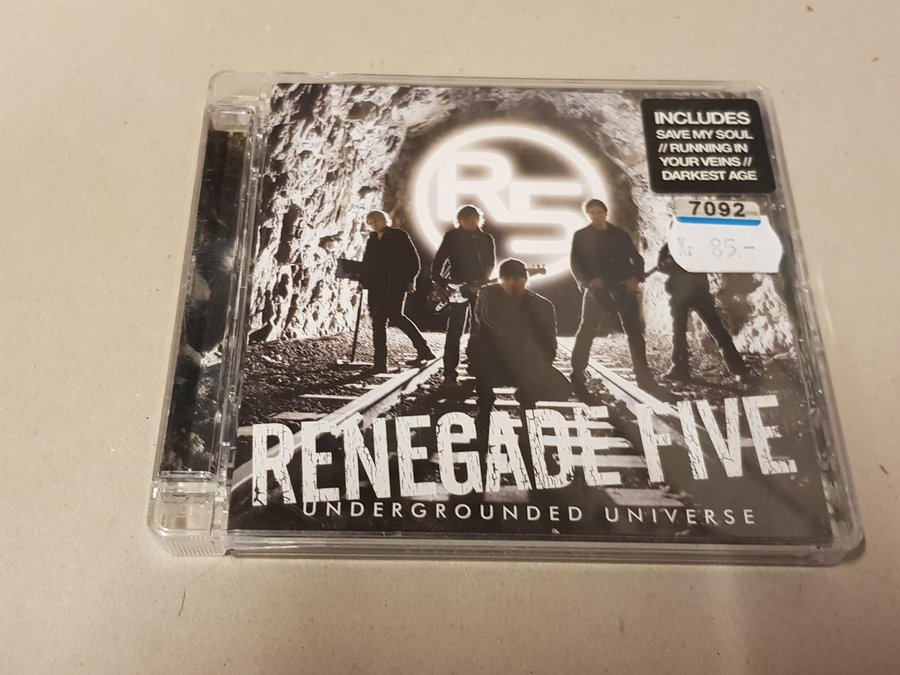 INCLUDES
SAVE MY SOUL
// RUNNING IN
YOUR VEINS //
DARKEST AGE
7092
Kr 85.-
R5
RENEGADE FIVE
UNDERGROUNDED UNIVERSE